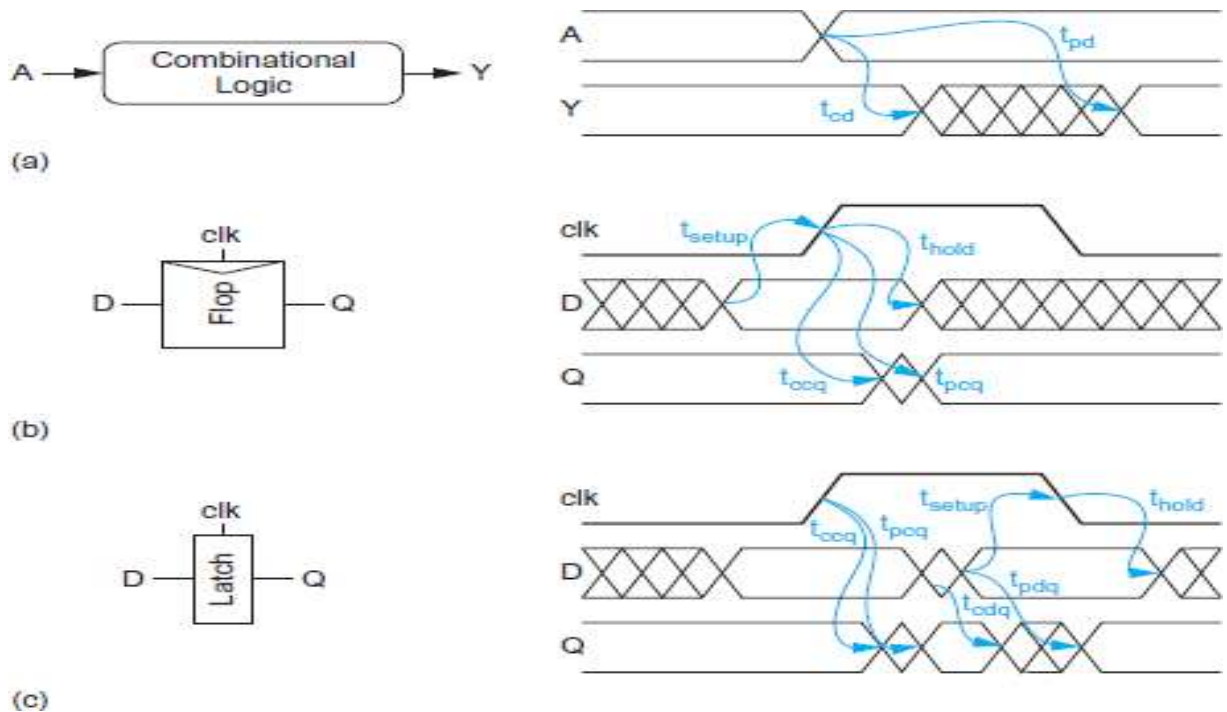 A
Combinational
Logic
Y
A
t_pd
Y
t_cd
(a)
clk
D
Flop
Q
clk
t_setup
t_hold
D
Q
t_ccq
t_pcq
(b)
clk
D
Latch
Q
clk
t_ccq
t_pcq
t_setup
t_hold
D
t_cdq
t_pdq
Q
(c)